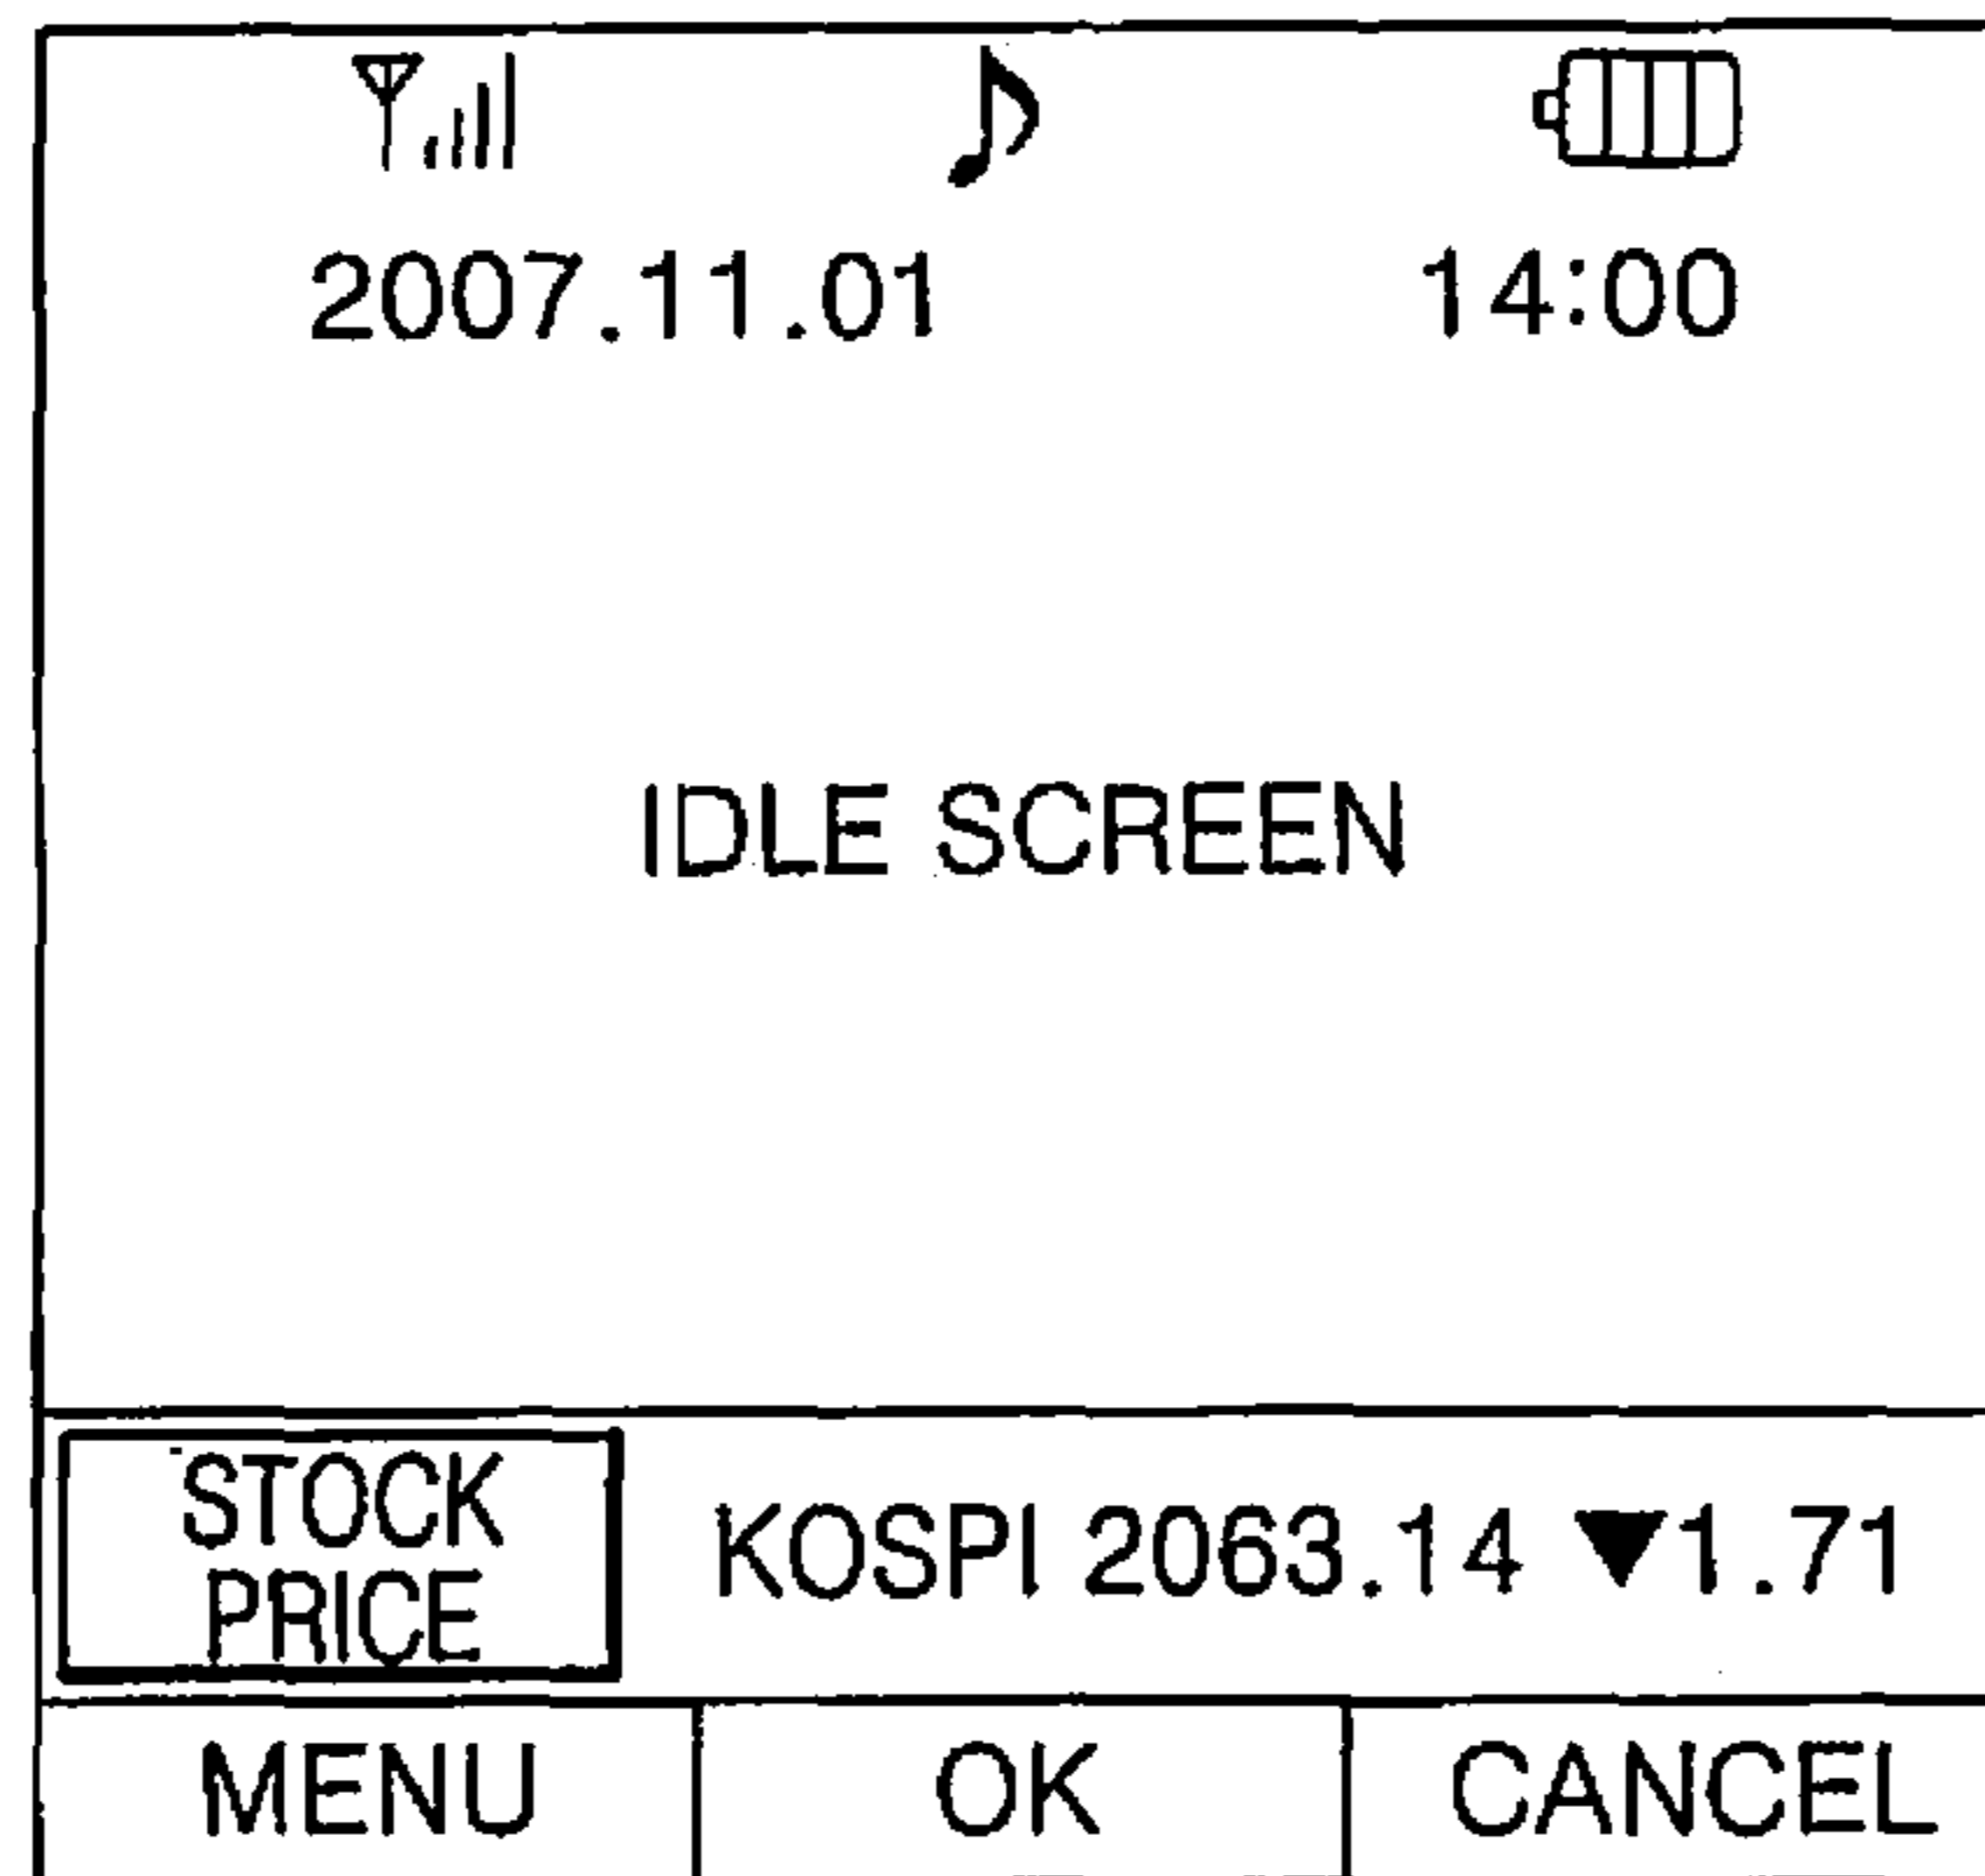 2007.11.01 14:00
IDLE SCREEN
STOCK
PRICE
KOSPI 2063.14 ▼1.71
MENU OK CANCEL